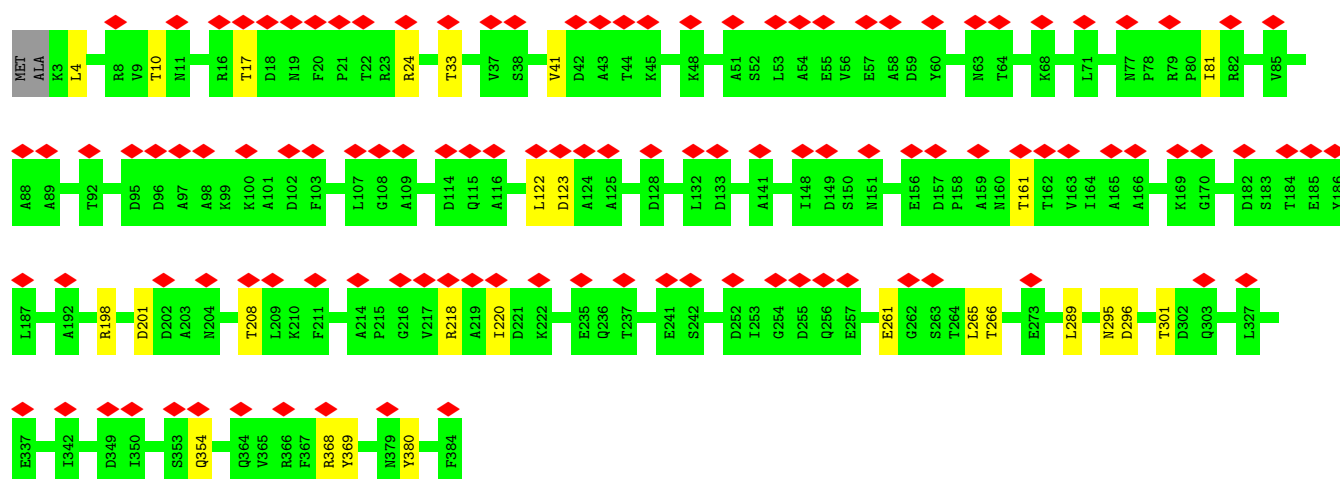 MET ALA K3 L4 R8 V9 T10 N11 R16 T17 D18 N19 F20 P21 T22 R23 R24 T33 V37 S38 V41 D42 A43 T44 K45 K48 A51 S52 L53 A54 E55 V56 E57 A58 D59 Y60 N63 T64 K68 L71 N77 P78 R79 P80 I81 R82 V85
A88 A89 T92 D95 D96 A97 A98 K99 K100 A101 D102 F103 L107 G108 A109 D114 Q115 A116 L122 D123 A124 A125 D128 L132 D133 A141 I148 D149 S150 N151 E156 D157 P158 A159 N160 T161 T162 V163 I164 A165 A166 K169 G170 D182 S183 T184 E185 Y186
L187 A192 R198 D201 D202 A203 N204 T208 L209 K210 F211 A214 P215 G216 V217 R218 A219 I220 D221 K222 E235 Q236 T237 E241 S242 D252 I253 G254 D255 Q256 E257 E261 G262 S263 T264 L265 T266 E273 L289 N295 D296 T301 D302 Q303 L327
E337 I342 D349 I350 S353 Q354 Q364 V365 R366 F367 R368 Y369 N379 Y380 F384